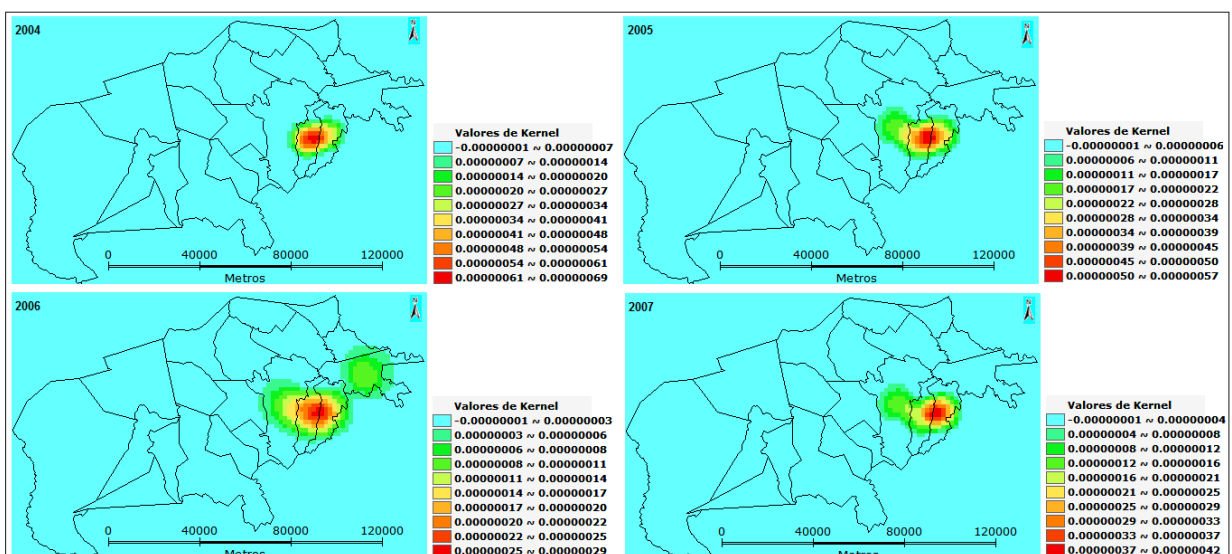 2004
N
Valores de Kernel
-0.00000001 ~ 0.00000007
0.00000007 ~ 0.00000014
0.00000014 ~ 0.00000020
0.00000020 ~ 0.00000027
0.00000027 ~ 0.00000034
0.00000034 ~ 0.00000041
0.00000041 ~ 0.00000048
0.00000048 ~ 0.00000054
0.00000054 ~ 0.00000061
0.00000061 ~ 0.00000069
0 40000 80000 120000
Metros
2005
N
Valores de Kernel
-0.00000001 ~ 0.00000006
0.00000006 ~ 0.00000011
0.00000011 ~ 0.00000017
0.00000017 ~ 0.00000022
0.00000022 ~ 0.00000028
0.00000028 ~ 0.00000034
0.00000034 ~ 0.00000039
0.00000039 ~ 0.00000045
0.00000045 ~ 0.00000050
0.00000050 ~ 0.00000057
0 40000 80000 120000
Metros
2006
N
Valores de Kernel
-0.00000001 ~ 0.00000003
0.00000003 ~ 0.00000006
0.00000006 ~ 0.00000008
0.00000008 ~ 0.00000011
0.00000011 ~ 0.00000014
0.00000014 ~ 0.00000017
0.00000017 ~ 0.00000020
0.00000020 ~ 0.00000022
0.00000022 ~ 0.00000025
0.00000025 ~ 0.00000029
0 40000 80000 120000
Metros
2007
N
Valores de Kernel
-0.00000001 ~ 0.00000004
0.00000004 ~ 0.00000008
0.00000008 ~ 0.00000012
0.00000012 ~ 0.00000016
0.00000016 ~ 0.00000021
0.00000021 ~ 0.00000025
0.00000025 ~ 0.00000029
0.00000029 ~ 0.00000033
0.00000033 ~ 0.00000037
0.00000037 ~
0 40000 80000 120000
Metros